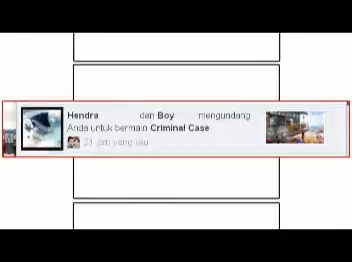 Hendra dan Boy mengundang
Anda untuk bermain Criminal Case
21 jam yang lalu